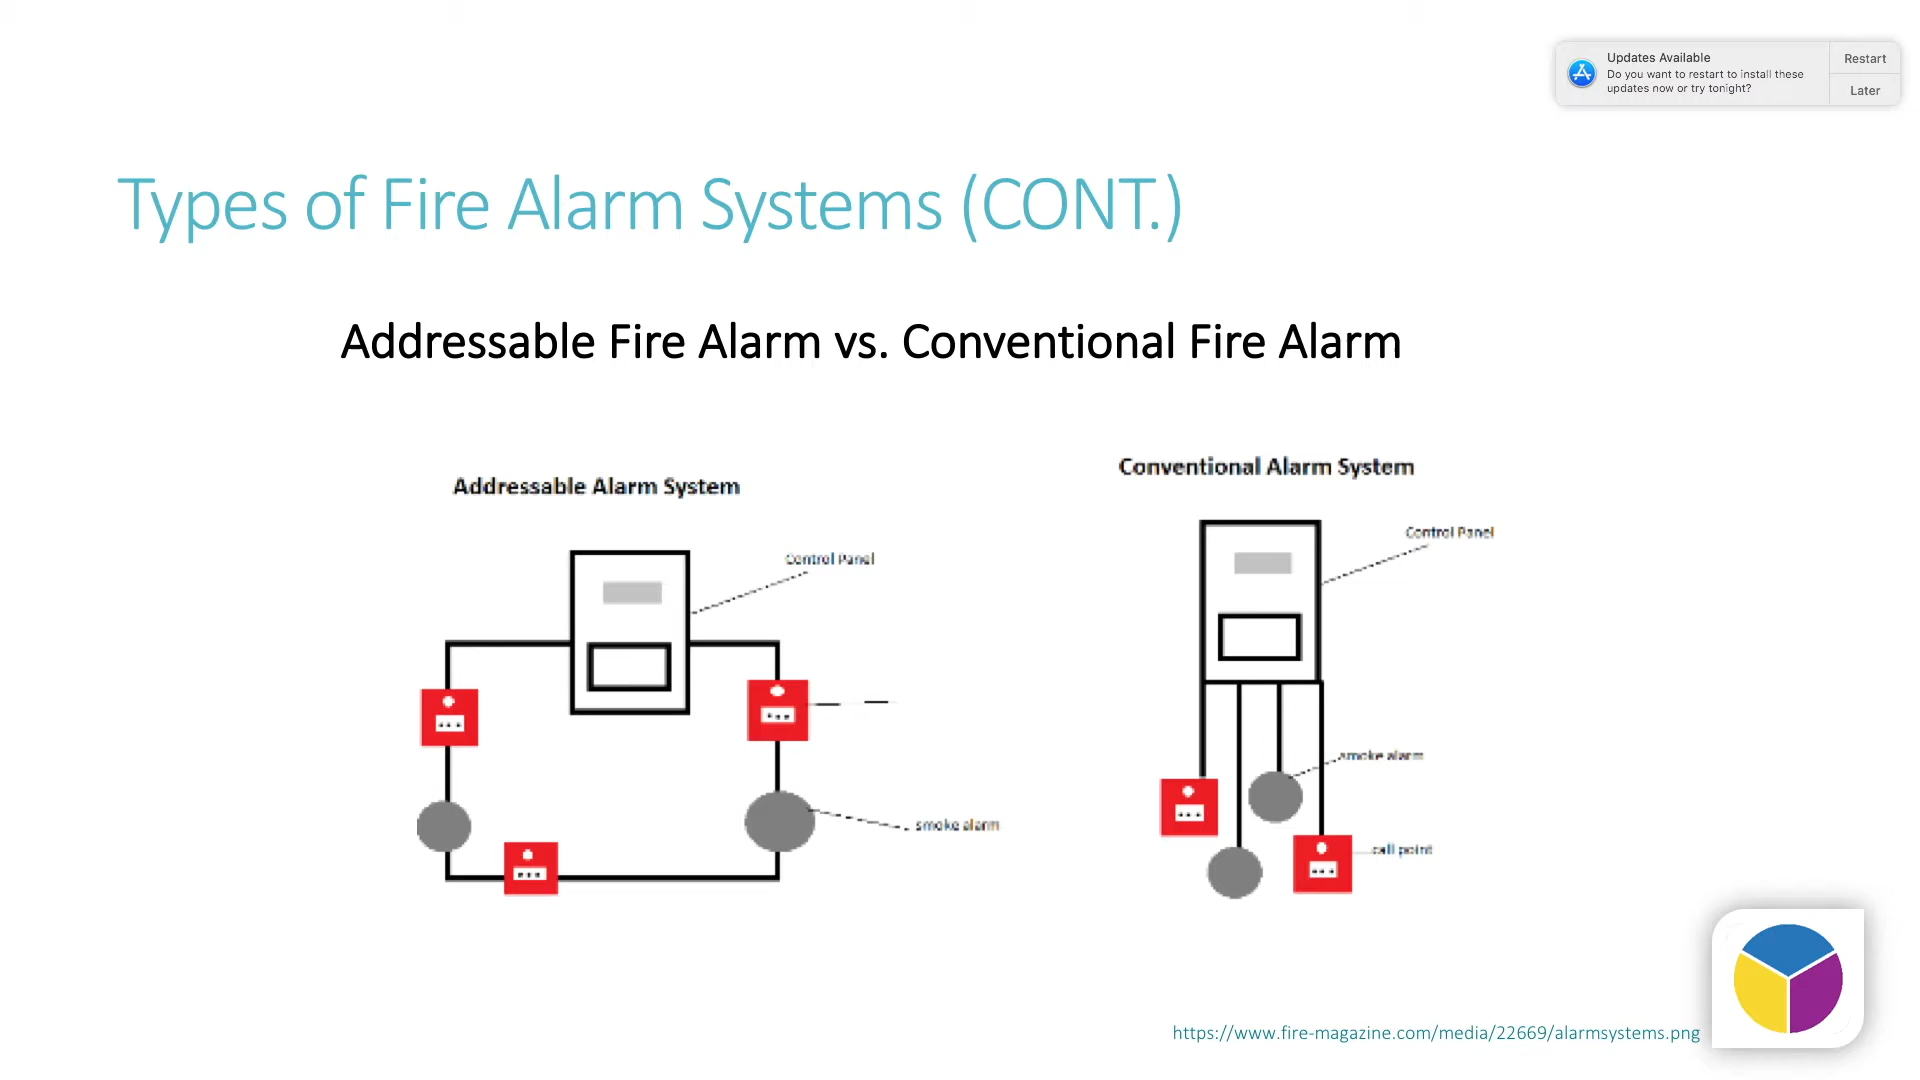 Updates Available
Do you want to restart to install these
updates now or try tonight?
Restart
Later
Types of Fire Alarm Systems (CONT.)
Addressable Fire Alarm vs. Conventional Fire Alarm
Addressable Alarm System
Control Panel
smoke alarm
Conventional Alarm System
Control Panel
smoke alarm
call point
https://www.fire-magazine.com/media/22669/alarmsystems.png